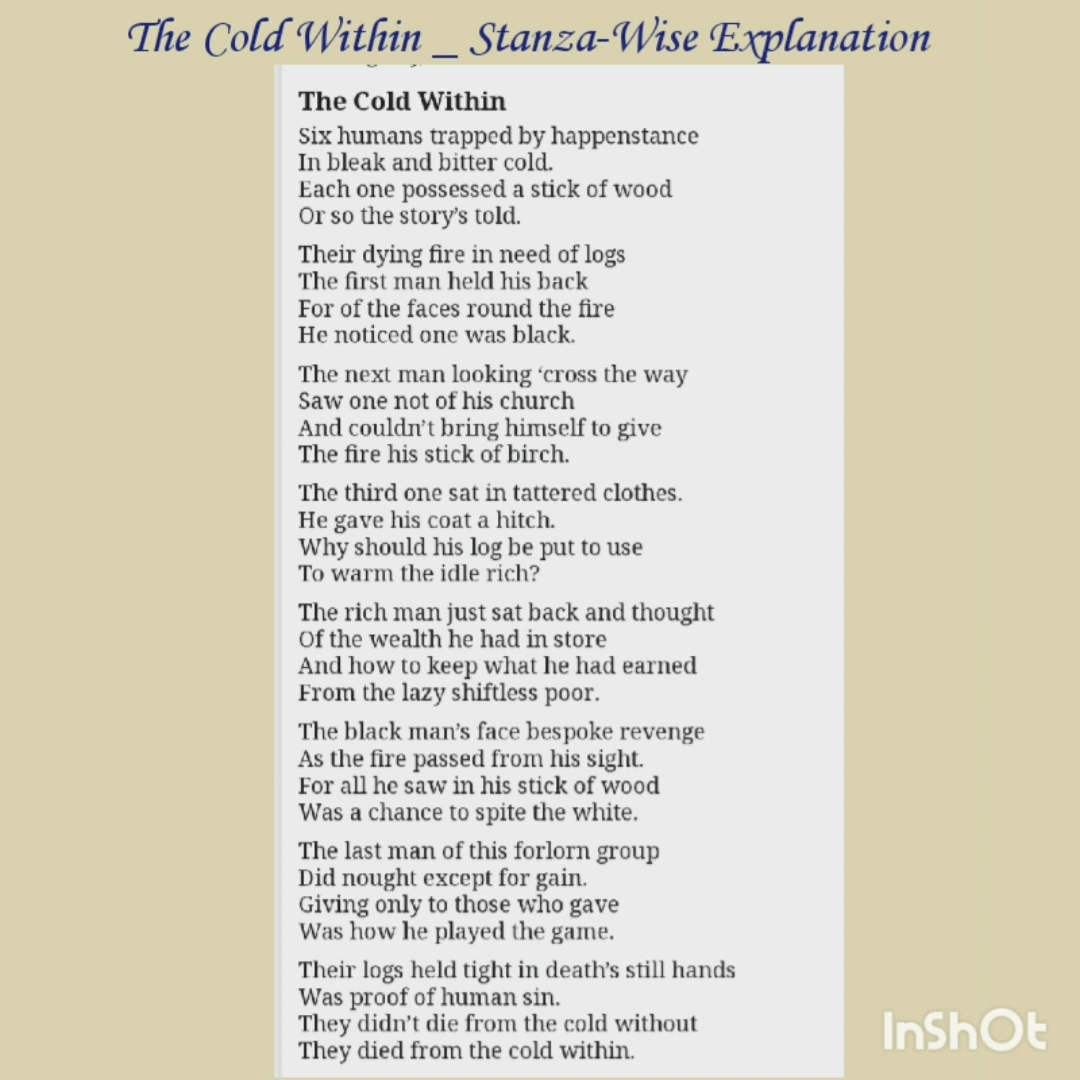 The Cold Within _ Stanza-Wise Explanation
The Cold Within
Six humans trapped by happenstance
In bleak and bitter cold.
Each one possessed a stick of wood
Or so the story’s told.
Their dying fire in need of logs
The first man held his back
For of the faces round the fire
He noticed one was black.
The next man looking ‘cross the way
Saw one not of his church
And couldn’t bring himself to give
The fire his stick of birch.
The third one sat in tattered clothes.
He gave his coat a hitch.
Why should his log be put to use
To warm the idle rich?
The rich man just sat back and thought
Of the wealth he had in store
And how to keep what he had earned
From the lazy shiftless poor.
The black man’s face bespoke revenge
As the fire passed from his sight.
For all he saw in his stick of wood
Was a chance to spite the white.
The last man of this forlorn group
Did nought except for gain.
Giving only to those who gave
Was how he played the game.
Their logs held tight in death’s still hands
Was proof of human sin.
They didn’t die from the cold without
They died from the cold within.
InShOt